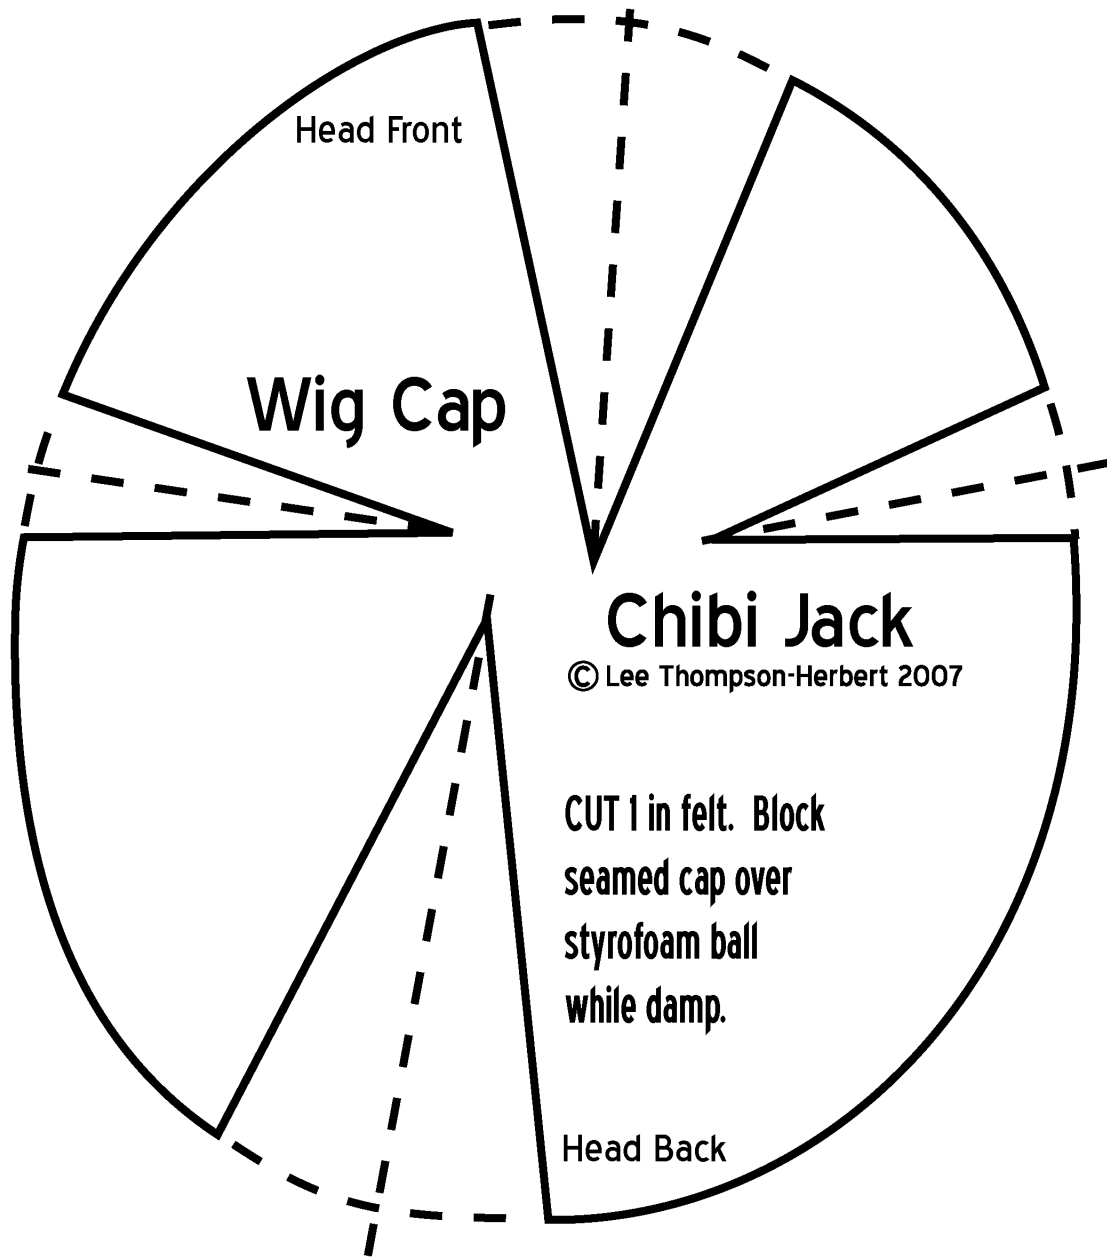 Head Front
Wig Cap
Chibi Jack
© Lee Thompson-Herbert 2007
CUT 1 in felt. Block
seamed cap over
styrofoam ball
while damp.
Head Back